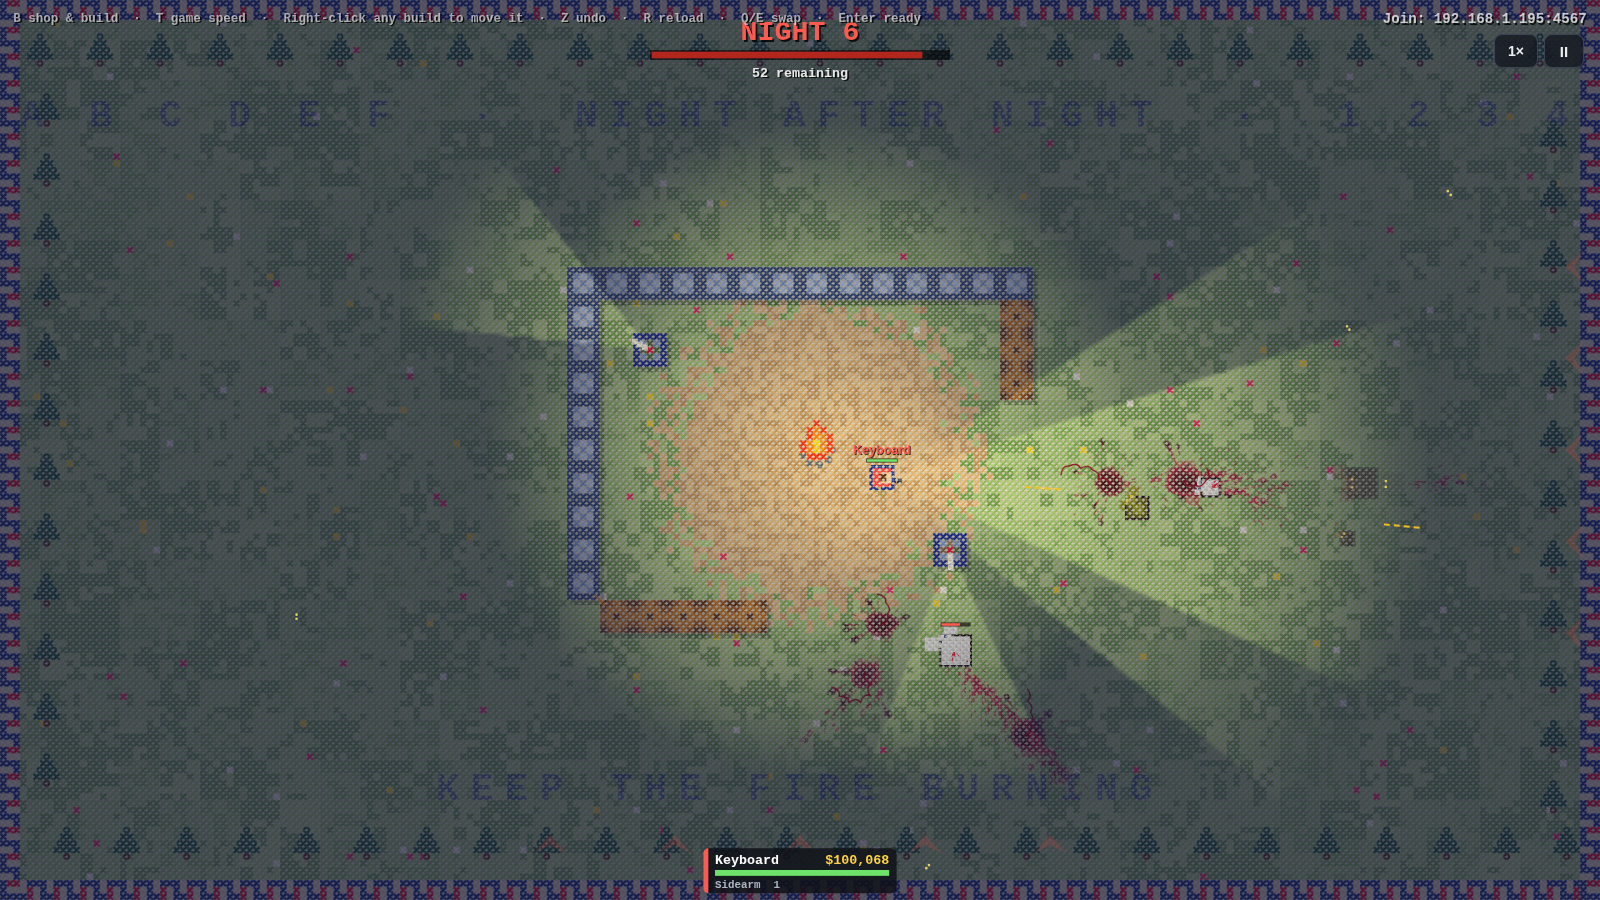 B shop & build · T game speed · Right-click any build to move it · Z undo · R reload · Q/E swap · Enter ready
Join: 192.168.1.195:4567
NIGHT 6
1×
52 remaining
A B C D E F · NIGHT AFTER NIGHT · 1 2 3 4
Keyboard
KEEP THE FIRE BURNING
Keyboard $100,068
Sidearm 1